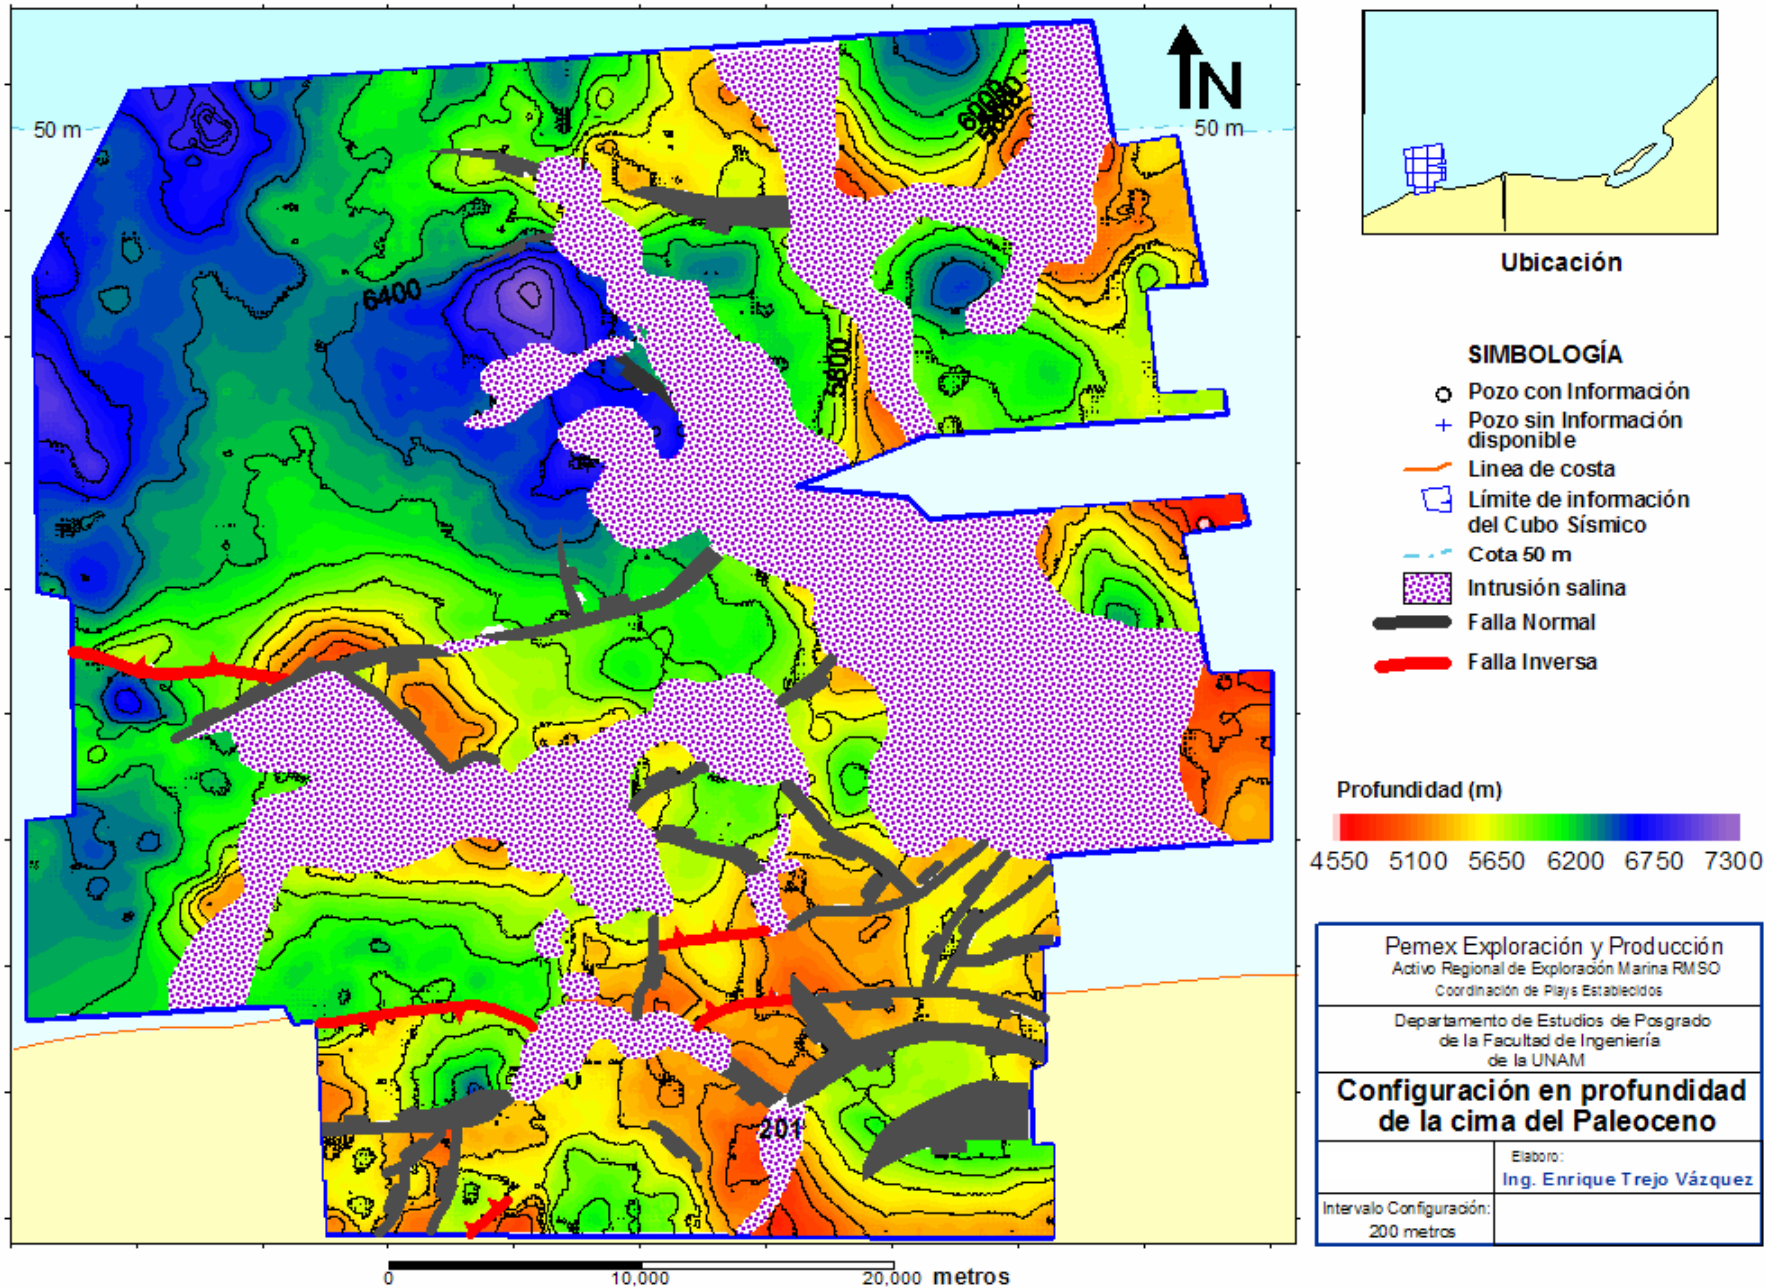 50 m
N
50 m
6000
6400
5800
201
Ubicación
SIMBOLOGÍA
Pozo con Información
Pozo sin Información
disponible
Linea de costa
Límite de información
del Cubo Sísmico
Cota 50 m
Intrusión salina
Falla Normal
Falla Inversa
Profundidad (m)
4550 5100 5650 6200 6750 7300
Pemex Exploración y Producción
Activo Regional de Exploración Marina RMSO
Coordinación de Plays Establecidos
Departamento de Estudios de Posgrado
de la Facultad de Ingeniería
de la UNAM
Configuración en profundidad
de la cima del Paleoceno
Elaboro:
Ing. Enrique Trejo Vázquez
Intervalo Configuración:
200 metros
0 10,000 20,000 metros